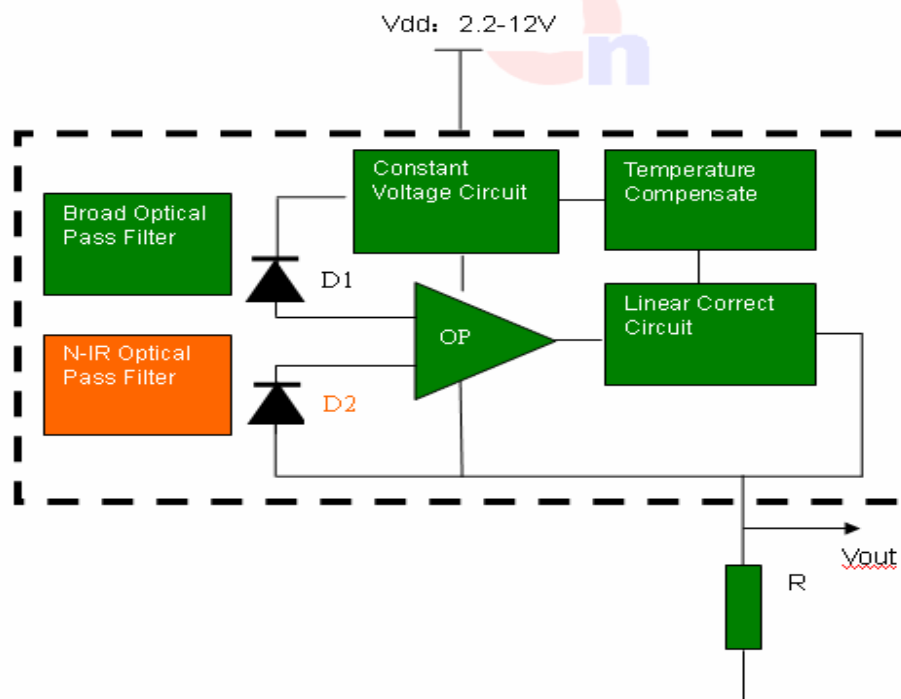 Vdd: 2.2-12V
Constant
Voltage Circuit
Temperature
Compensate
Broad Optical
Pass Filter
D1
Linear Correct
Circuit
OP
N-IR Optical
Pass Filter
D2
Vout
R
n